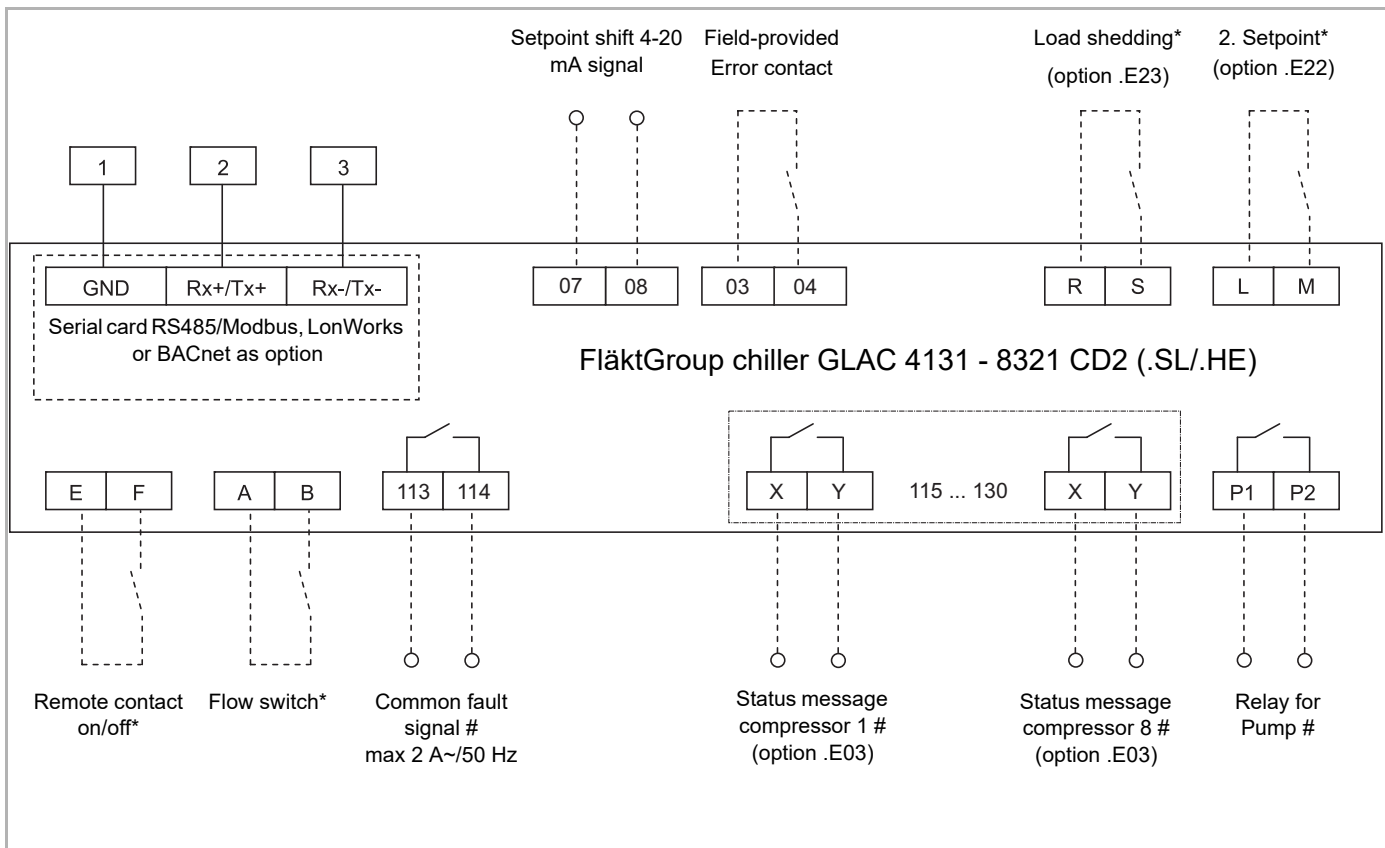 Setpoint shift 4-20
mA signal
Field-provided
Error contact
Load shedding*
(option .E23)
2. Setpoint*
(option .E22)
1
2
3
GND
Rx+/Tx+
Rx-/Tx-
Serial card RS485/Modbus, LonWorks
or BACnet as option
07
08
03
04
R
S
L
M
FläktGroup chiller GLAC 4131 - 8321 CD2 (.SL/.HE)
E
F
A
B
113
114
X
Y
115 ... 130
X
Y
P1
P2
Remote contact
on/off*
Flow switch*
Common fault
signal #
max 2 A~/50 Hz
Status message
compressor 1 #
(option .E03)
Status message
compressor 8 #
(option .E03)
Relay for
Pump #